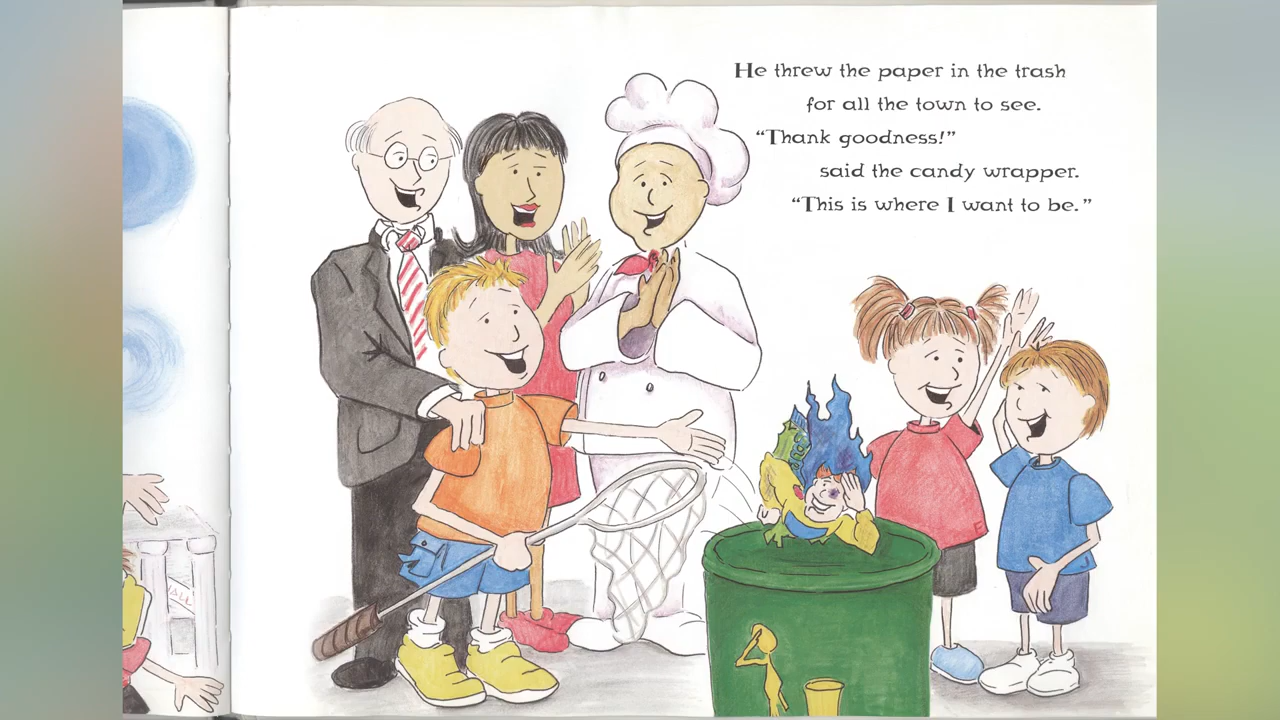 He threw the paper in the trash
for all the town to see.
“Thank goodness!”
said the candy wrapper.
“This is where I want to be.”